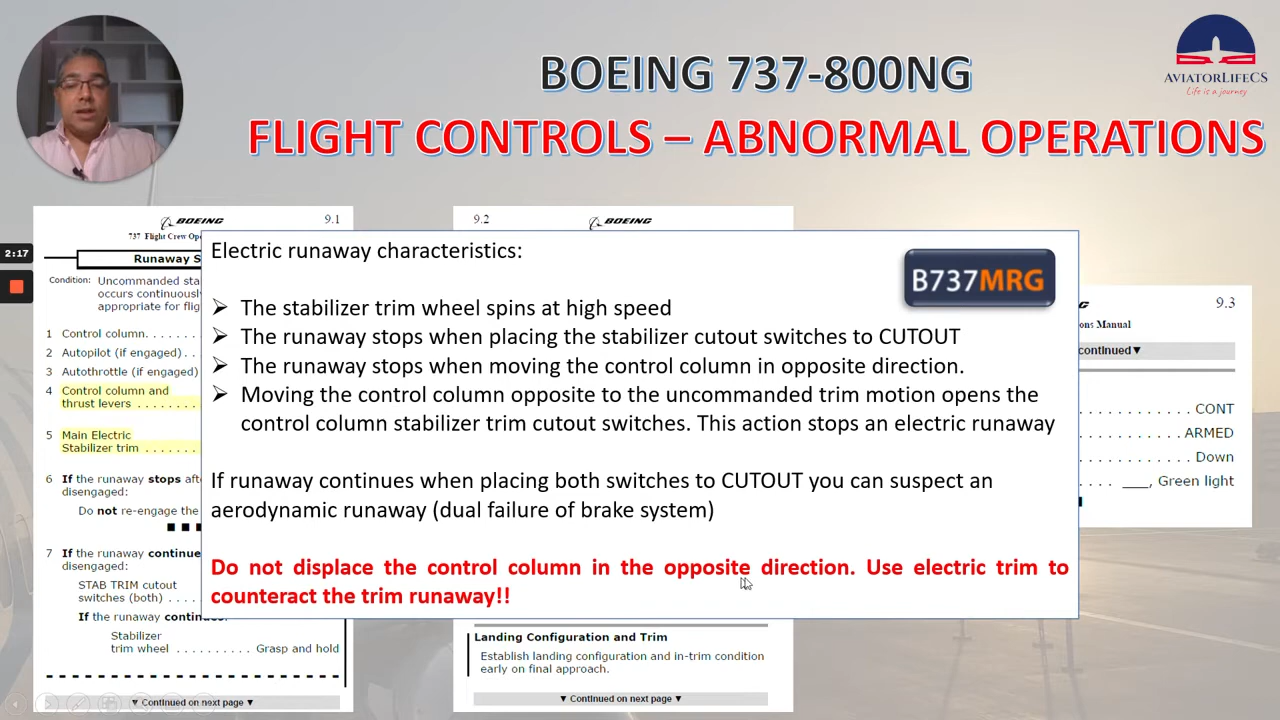 AVIATORLIFECS
Life is a journey
BOEING 737-800NG
FLIGHT CONTROLS – ABNORMAL OPERATIONS
2:17
BOEING
9.1
737 Flight Crew Ope
Runaway S
Condition: Uncommanded sta
occurs continuously
appropriate for flig
1 Control column. . . . . . . .
2 Autopilot (if engaged) . . .
3 Autothrottle (if engaged)
4 Control column and
thrust levers . . . . . . . .
5 Main Electric
Stabilizer trim . . . . . . .
6 If the runaway stops afte
disengaged:
Do not re-engage the
7 If the runaway continue
disengaged:
STAB TRIM cutout
switches (both) . . . .
If the runaway continues:
Stabilizer
trim wheel . . . . . . . . . . Grasp and hold
▼ Continued on next page ▼
9.2
BOEING
Electric runaway characteristics:
B737MRG
➢ The stabilizer trim wheel spins at high speed
➢ The runaway stops when placing the stabilizer cutout switches to CUTOUT
➢ The runaway stops when moving the control column in opposite direction.
➢ Moving the control column opposite to the uncommanded trim motion opens the
control column stabilizer trim cutout switches. This action stops an electric runaway
If runaway continues when placing both switches to CUTOUT you can suspect an
aerodynamic runaway (dual failure of brake system)
Do not displace the control column in the opposite direction. Use electric trim to
counteract the trim runaway!!
Landing Configuration and Trim
Establish landing configuration and in-trim condition
early on final approach.
▼ Continued on next page ▼
9.3
ons Manual
continued▼
. . . . . . . . . . . . CONT
. . . . . . . . . . . ARMED
. . . . . . . . . . . . Down
. . . . ___, Green light